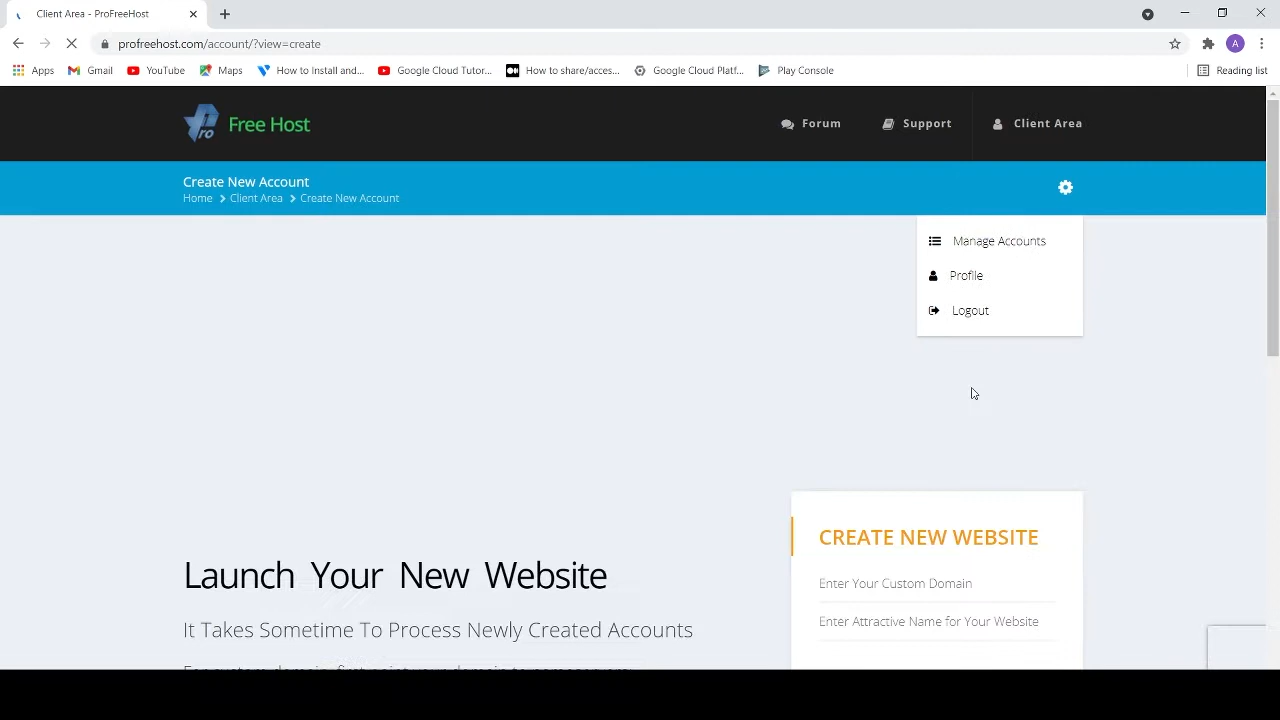 Client Area - ProFreeHost
profreehost.com/account/?view=create
A
Apps
Gmail
YouTube
Maps
How to Install and...
Google Cloud Tutor...
How to share/acces...
Google Cloud Platf...
Play Console
Reading list
Pro Free Host
Forum
Support
Client Area
Create New Account
Home
Client Area
Create New Account
Manage Accounts
Profile
Logout
CREATE NEW WEBSITE
Launch Your New Website
Enter Your Custom Domain
Enter Attractive Name for Your Website
It Takes Sometime To Process Newly Created Accounts